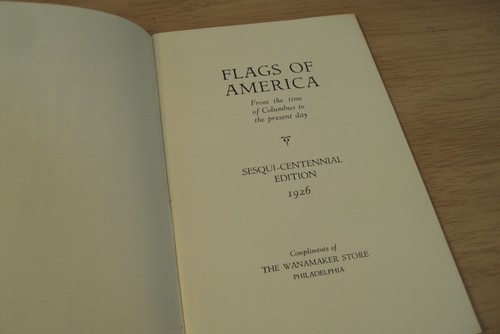 FLAGS OF
AMERICA
From the time
of Columbus to
the present day
SESQUI-CENTENNIAL
EDITION
1926
Compliments of
THE WANAMAKER STORE
PHILADELPHIA